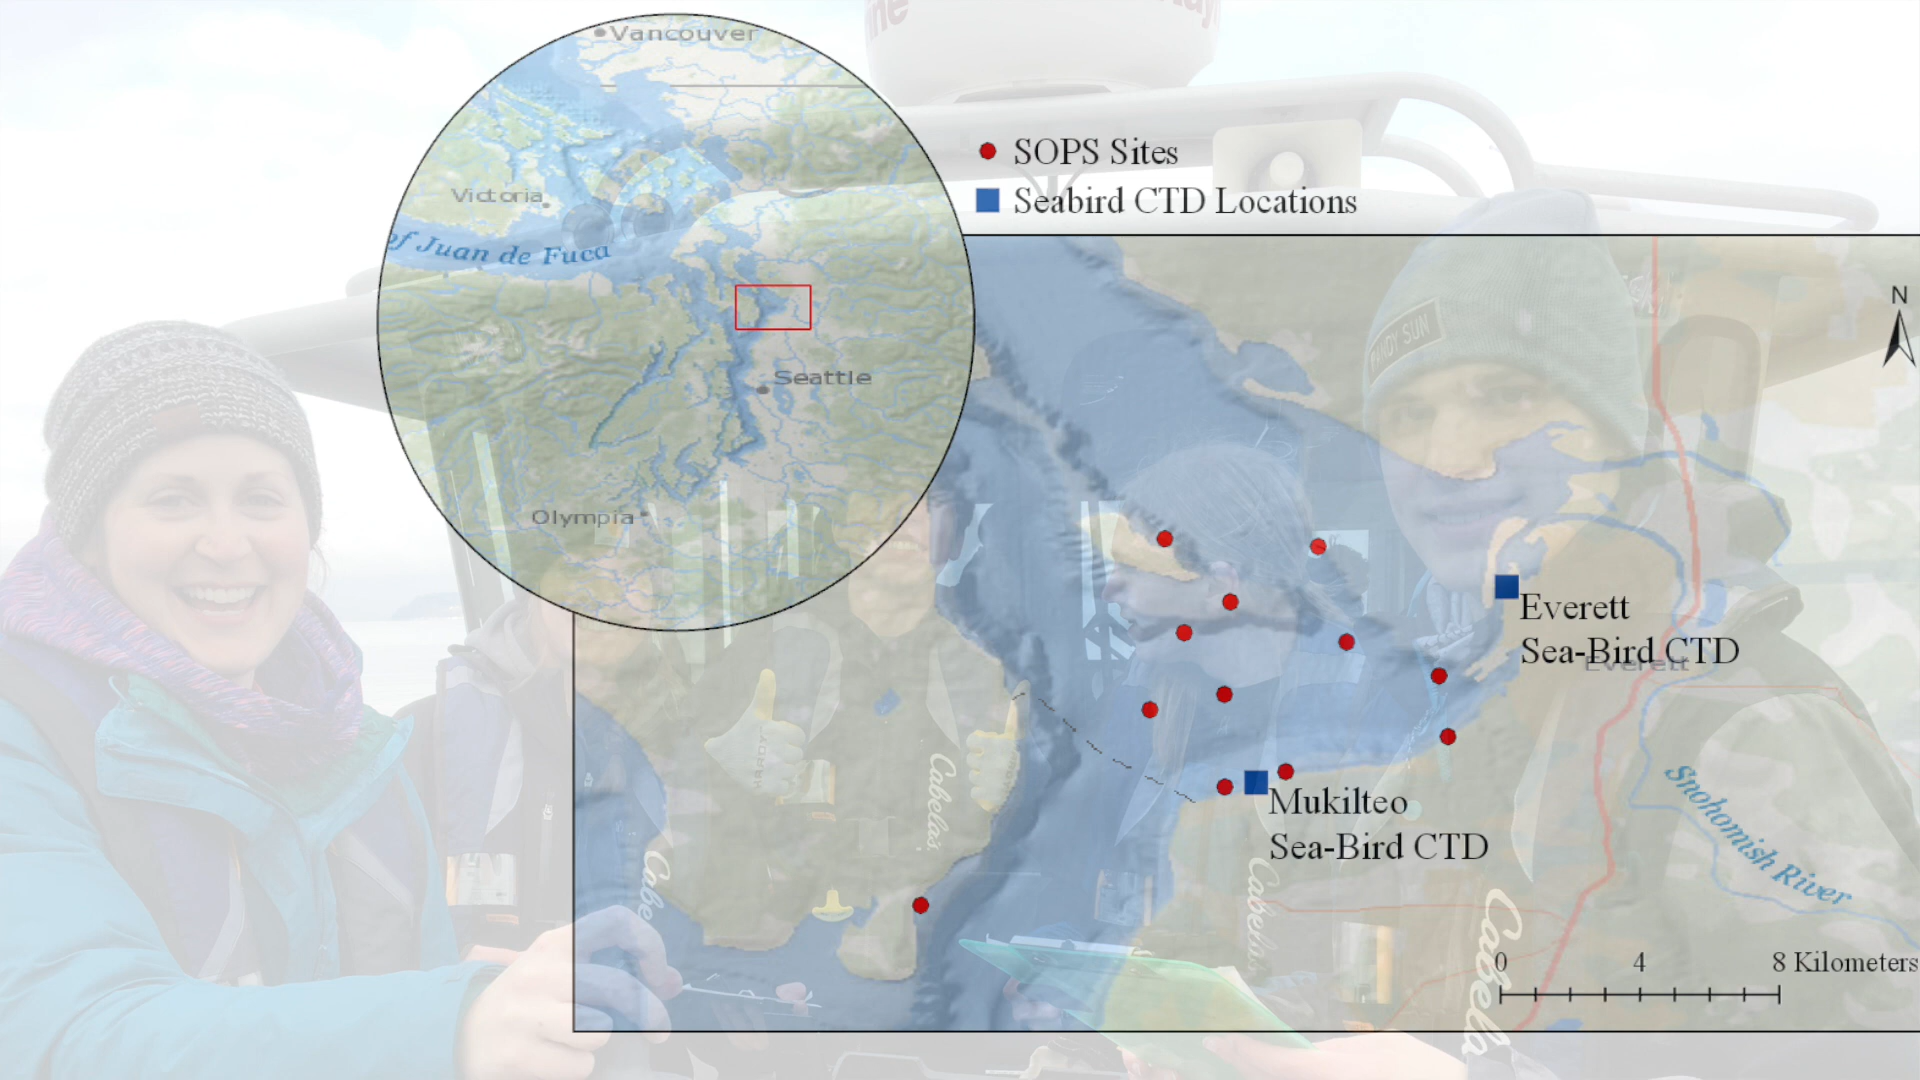 Vancouver
Victoria
of Juan de Fuca
Seattle
Olympia
SOPS Sites
Seabird CTD Locations
N
Everett
Sea-Bird CTD
Everett
Mukilteo
Sea-Bird CTD
Snohomish River
0 4 8 Kilometers
Cabela's